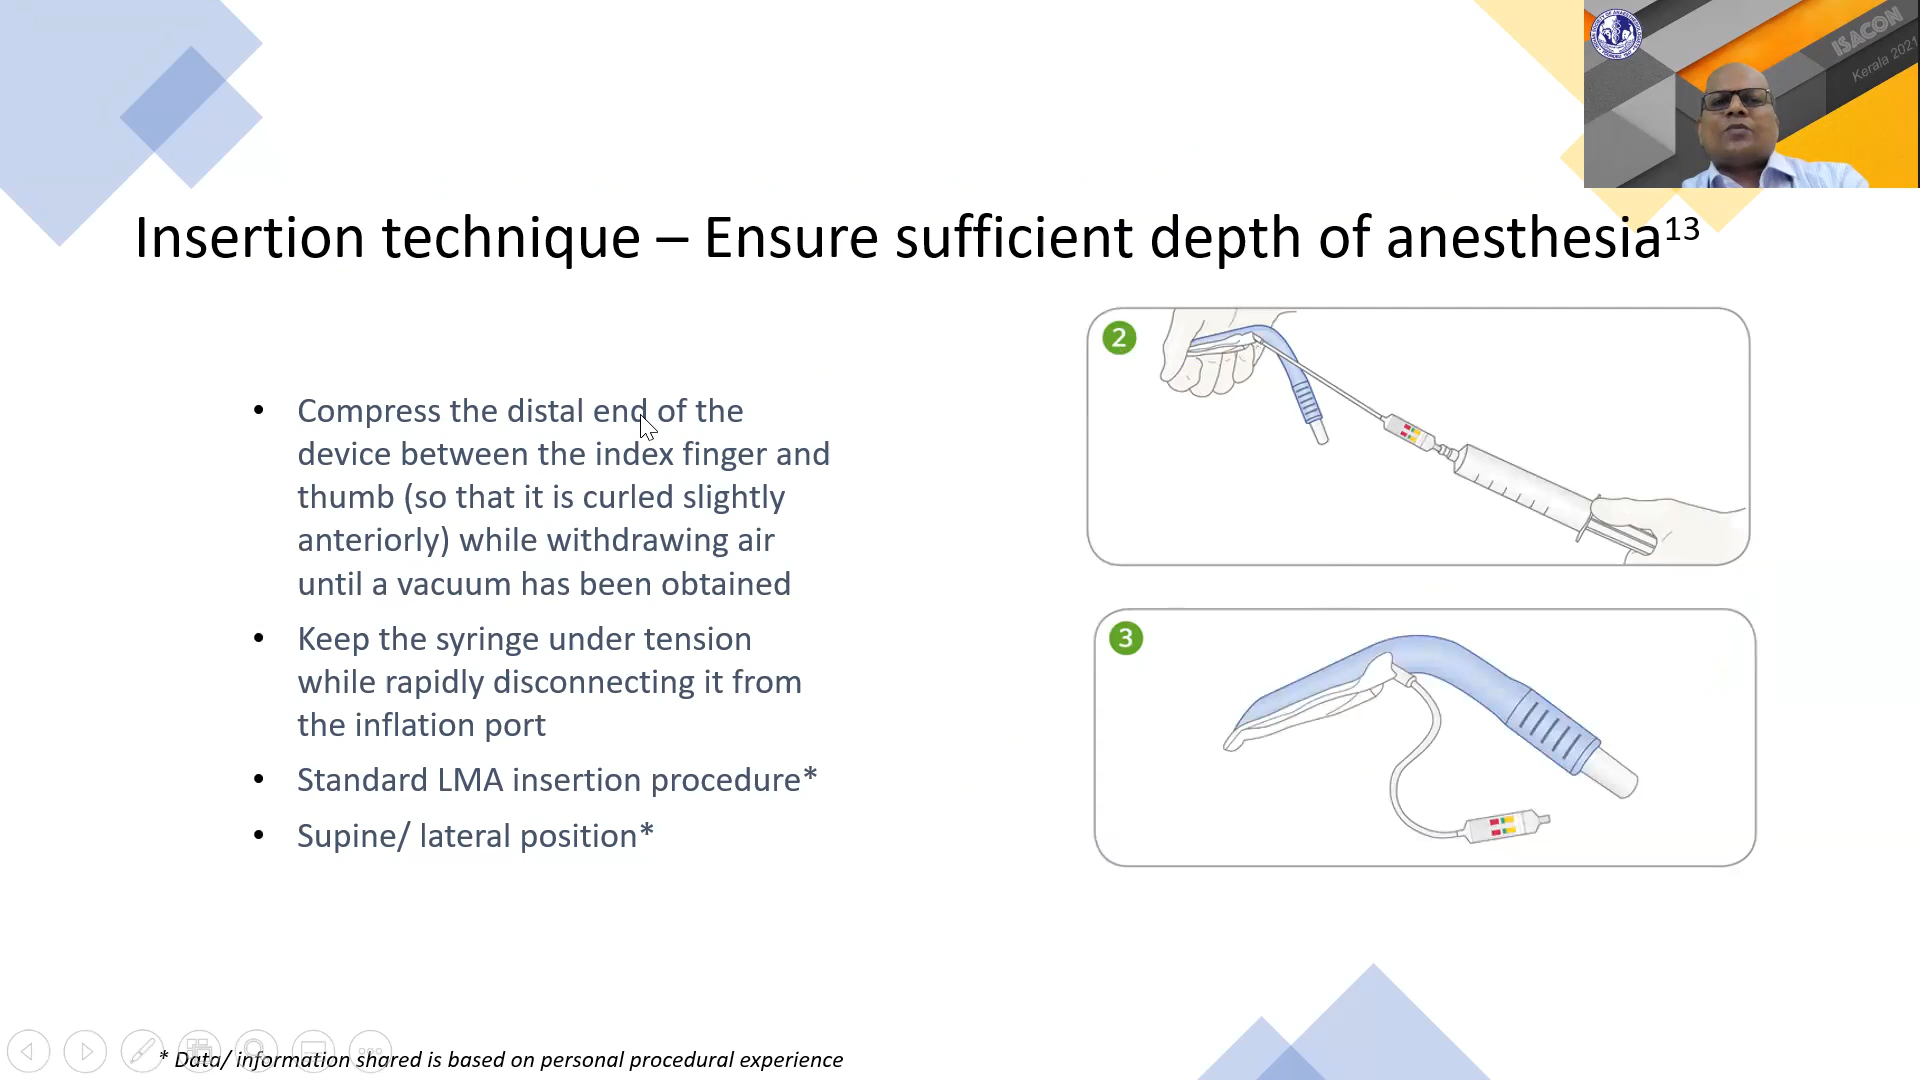 ISACON
Kerala 2021
Insertion technique – Ensure sufficient depth of anesthesia¹³
• Compress the distal end of the
device between the index finger and
thumb (so that it is curled slightly
anteriorly) while withdrawing air
until a vacuum has been obtained
• Keep the syringe under tension
while rapidly disconnecting it from
the inflation port
• Standard LMA insertion procedure*
• Supine/ lateral position*
2
3
* Data/ information shared is based on personal procedural experience